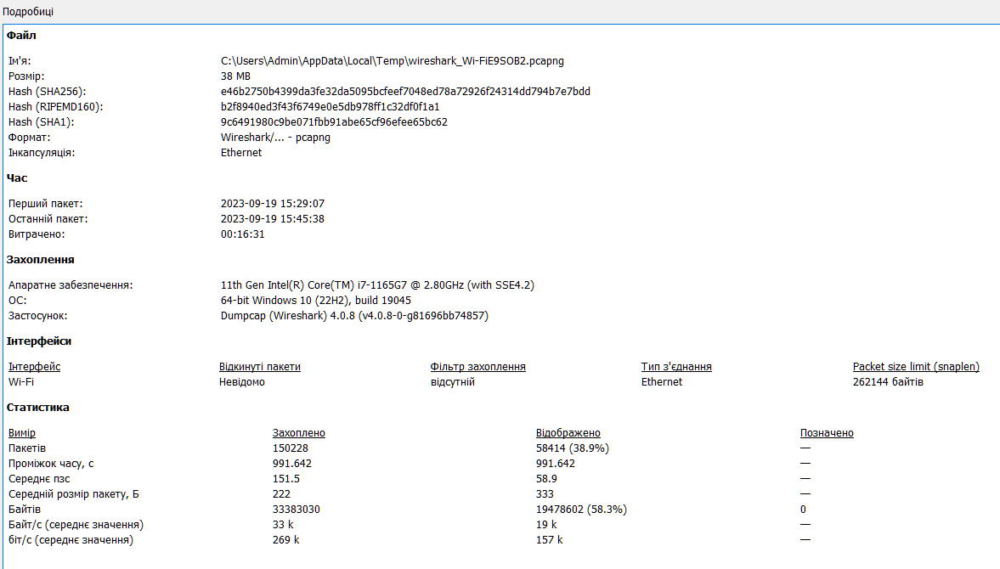 Подробиці
Файл
Ім'я: C:\Users\Admin\AppData\Local\Temp\wireshark_Wi-FiE9SOB2.pcapng
Розмір: 38 MB
Hash (SHA256): e46b2750b4399da3fe32da5095bcfeef7048ed78a72926f24314dd794b7e7bdd
Hash (RIPEMD160): b2f8940ed3f43f6749e0e5db978ff1c32df0f1a1
Hash (SHA1): 9c6491980c9be071fbb91abe65cf96efee65bc62
Формат: Wireshark/... - pcapng
Інкапсуляція: Ethernet
Час
Перший пакет: 2023-09-19 15:29:07
Останній пакет: 2023-09-19 15:45:38
Витрачено: 00:16:31
Захоплення
Апаратне забезпечення: 11th Gen Intel(R) Core(TM) i7-1165G7 @ 2.80GHz (with SSE4.2)
ОС: 64-bit Windows 10 (22H2), build 19045
Застосунок: Dumpcap (Wireshark) 4.0.8 (v4.0.8-0-g81696bb74857)
Інтерфейси
Інтерфейс Відкинуті пакети Фільтр захоплення Тип з'єднання Packet size limit (snaplen)
Wi-Fi Невідомо відсутній Ethernet 262144 байтів
Статистика
Вимір Захоплено Відображено Позначено
Пакетів 150228 58414 (38.9%) —
Проміжок часу, с 991.642 991.642 —
Середнє пзс 151.5 58.9 —
Середній розмір пакету, Б 222 333 —
Байтів 33383030 19478602 (58.3%) 0
Байт/с (середнє значення) 33 k 19 k —
біт/с (середнє значення) 269 k 157 k —